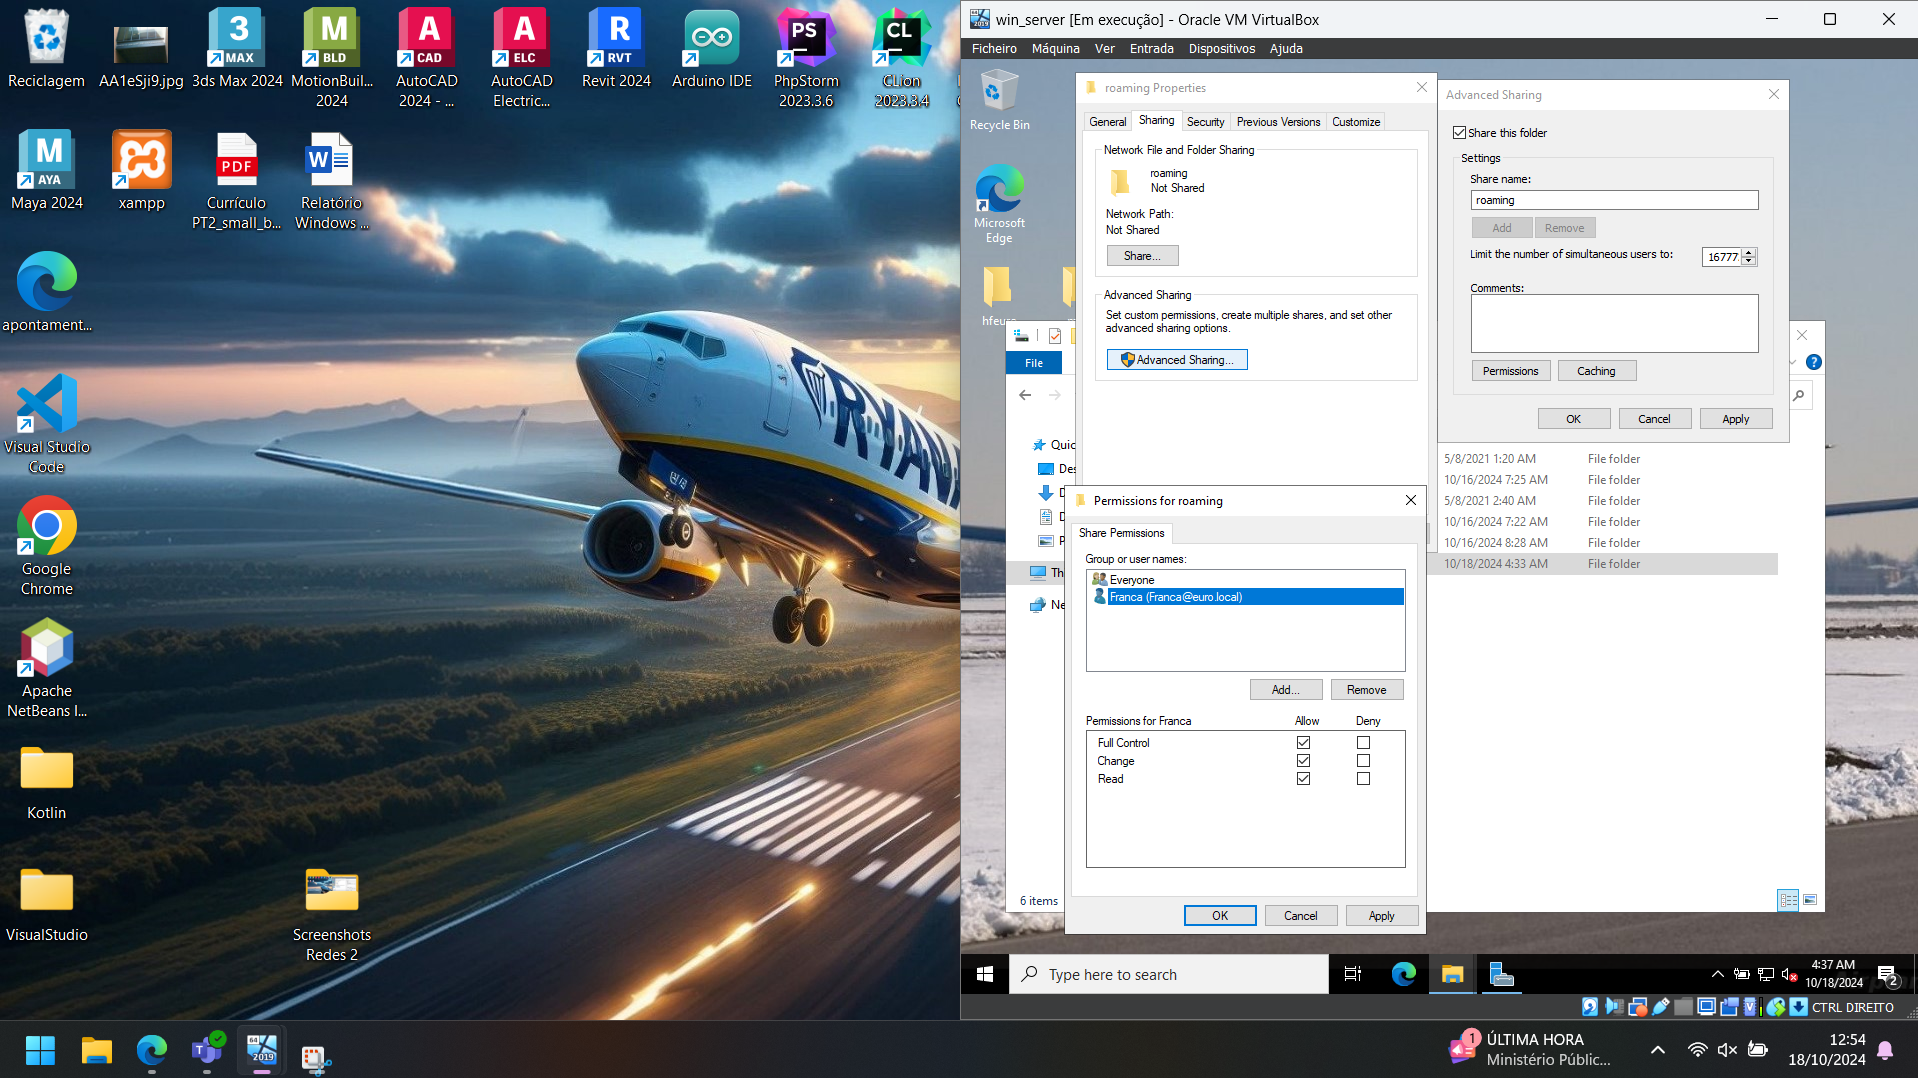 Reciclagem
AA1eSji9.jpg
3ds Max 2024
MotionBuil...
2024
AutoCAD
2024 - ...
AutoCAD
Electric...
Revit 2024
Arduino IDE
PhpStorm
2023.3.6
CLion
2023.3.4
Maya 2024
xampp
Currículo
PT2_small_b...
Relatório
Windows ...
apontament...
Visual Studio
Code
Google
Chrome
Apache
NetBeans I...
Kotlin
VisualStudio
Screenshots
Redes 2
3
MAX
M
BLD
A
CAD
A
ELC
R
RVT
PS
CL
M
AYA
PDF
W
RYAN
win_server [Em execução] - Oracle VM VirtualBox
Ficheiro Máquina Ver Entrada Dispositivos Ajuda
Recycle Bin
Microsoft
Edge
hfeuro
roaming Properties
General Sharing Security Previous Versions Customize
Network File and Folder Sharing
roaming
Not Shared
Network Path:
Not Shared
Share...
Advanced Sharing
Set custom permissions, create multiple shares, and set other
advanced sharing options.
Advanced Sharing...
Advanced Sharing
Share this folder
Settings
Share name:
roaming
Add Remove
Limit the number of simultaneous users to: 16777
Comments:
Permissions Caching
OK Cancel Apply
File
Quic
Des
D
D
P
Th
Ne
5/8/2021 1:20 AM File folder
10/16/2024 7:25 AM File folder
5/8/2021 2:40 AM File folder
10/16/2024 7:22 AM File folder
10/16/2024 8:28 AM File folder
10/18/2024 4:33 AM File folder
6 items
Permissions for roaming
Share Permissions
Group or user names:
Everyone
Franca (Franca@euro.local)
Add... Remove
Permissions for Franca Allow Deny
Full Control
Change
Read
OK Cancel Apply
Type here to search
4:37 AM
10/18/2024
2
CTRL DIREITO
64
2019
1
ÚLTIMA HORA
Ministério Públic...
12:54
18/10/2024